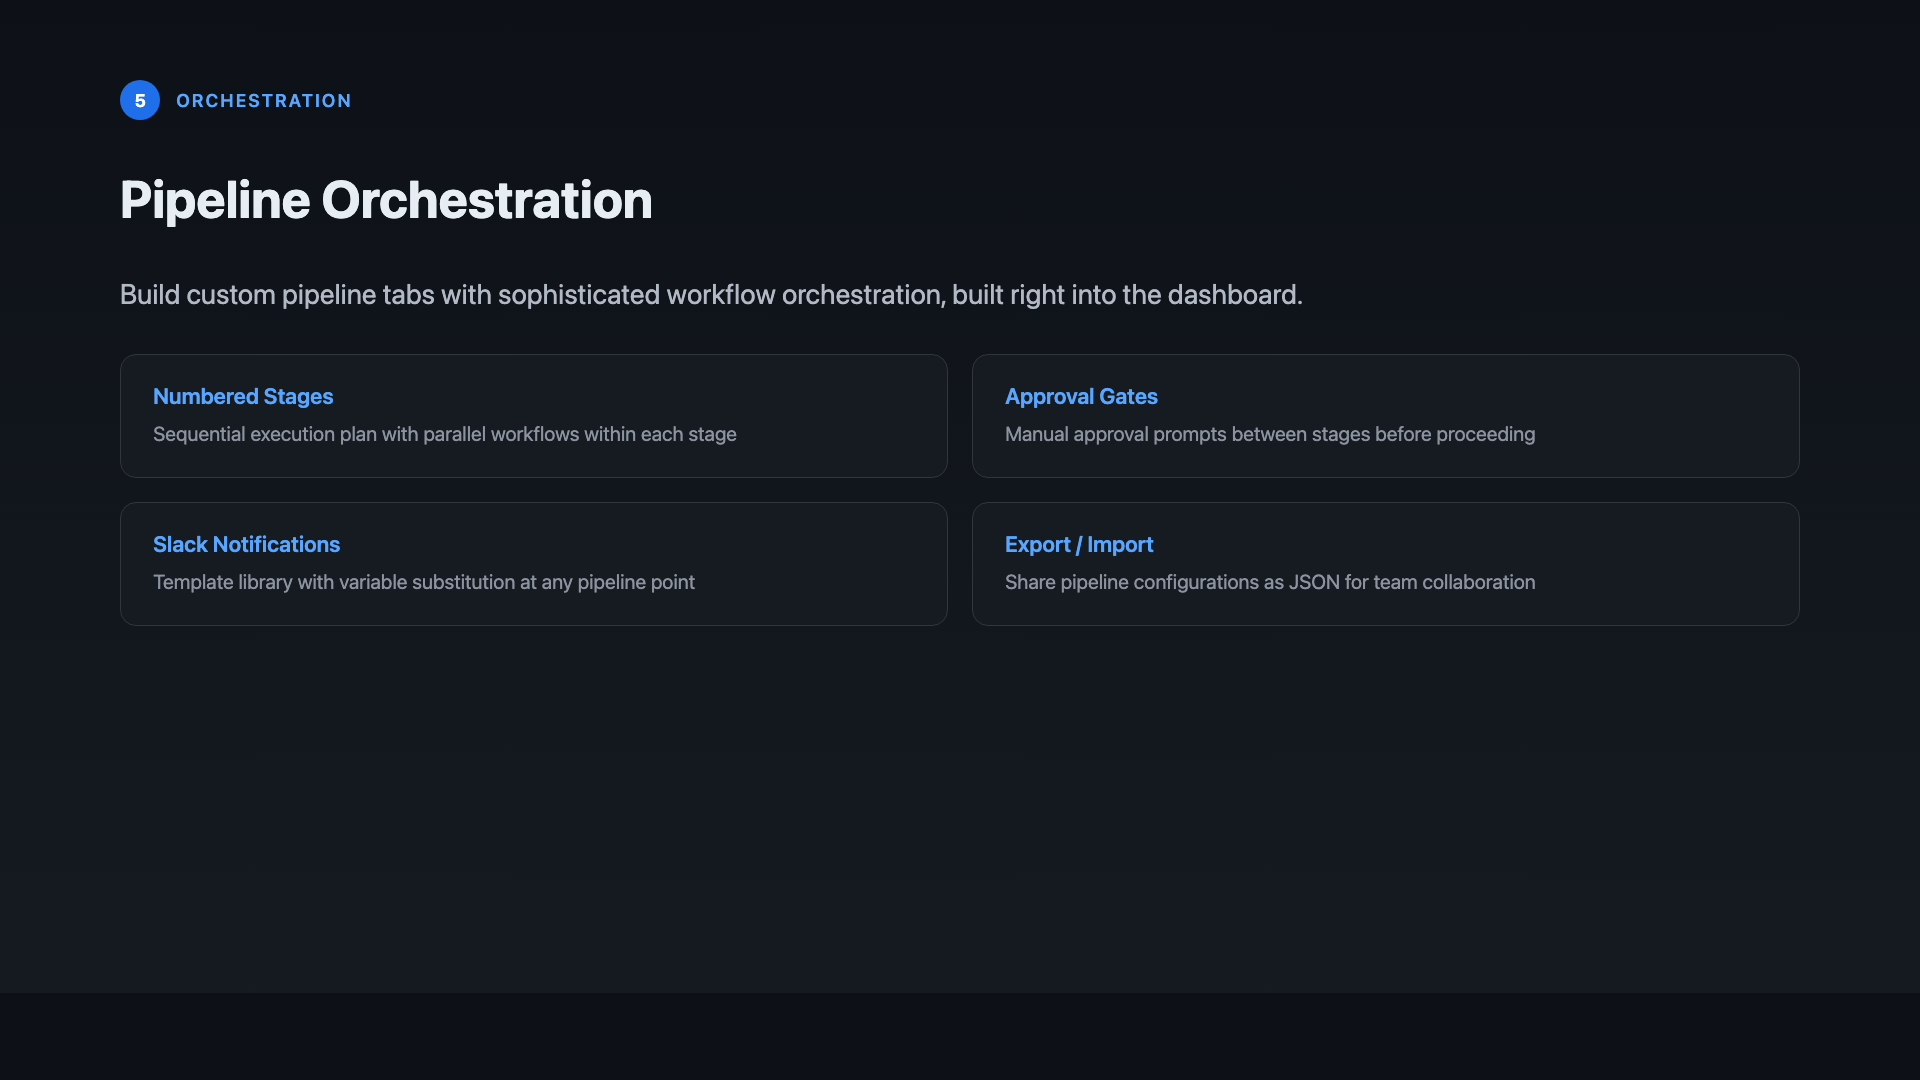 5 ORCHESTRATION
Pipeline Orchestration
Build custom pipeline tabs with sophisticated workflow orchestration, built right into the dashboard.
Numbered Stages
Sequential execution plan with parallel workflows within each stage
Approval Gates
Manual approval prompts between stages before proceeding
Slack Notifications
Template library with variable substitution at any pipeline point
Export / Import
Share pipeline configurations as JSON for team collaboration